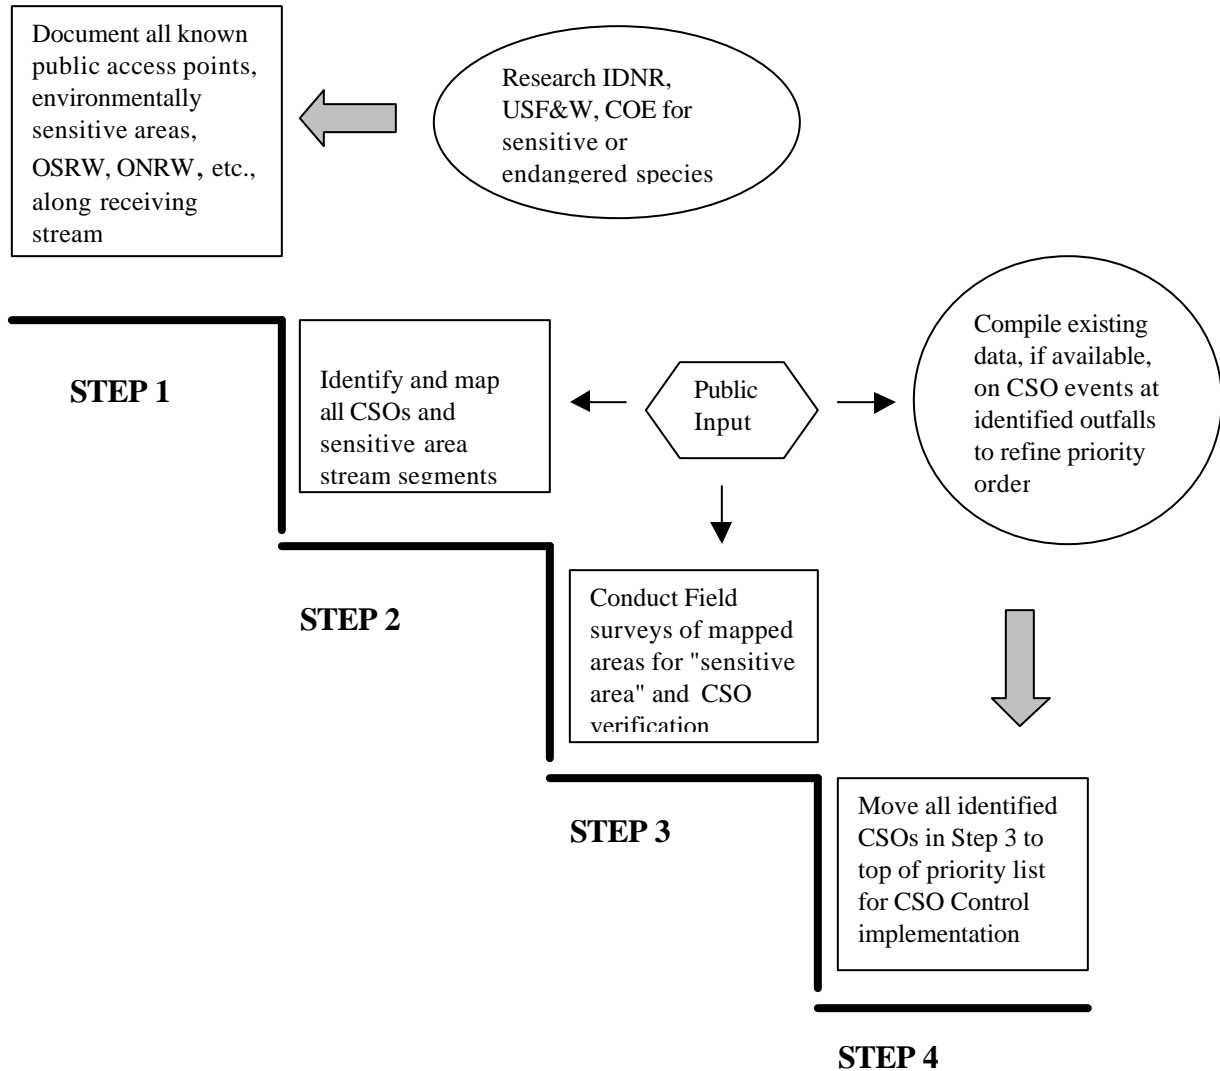 Document all known
public access points,
environmentally
sensitive areas,
OSRW, ONRW, etc.,
along receiving
stream
Research IDNR,
USF&W, COE for
sensitive or
endangered species
STEP 1
Identify and map
all CSOs and
sensitive area
stream segments
Public
Input
Compile existing
data, if available,
on CSO events at
identified outfalls
to refine priority
order
STEP 2
Conduct Field
surveys of mapped
areas for "sensitive
area" and CSO
verification
STEP 3
Move all identified
CSOs in Step 3 to
top of priority list
for CSO Control
implementation
STEP 4